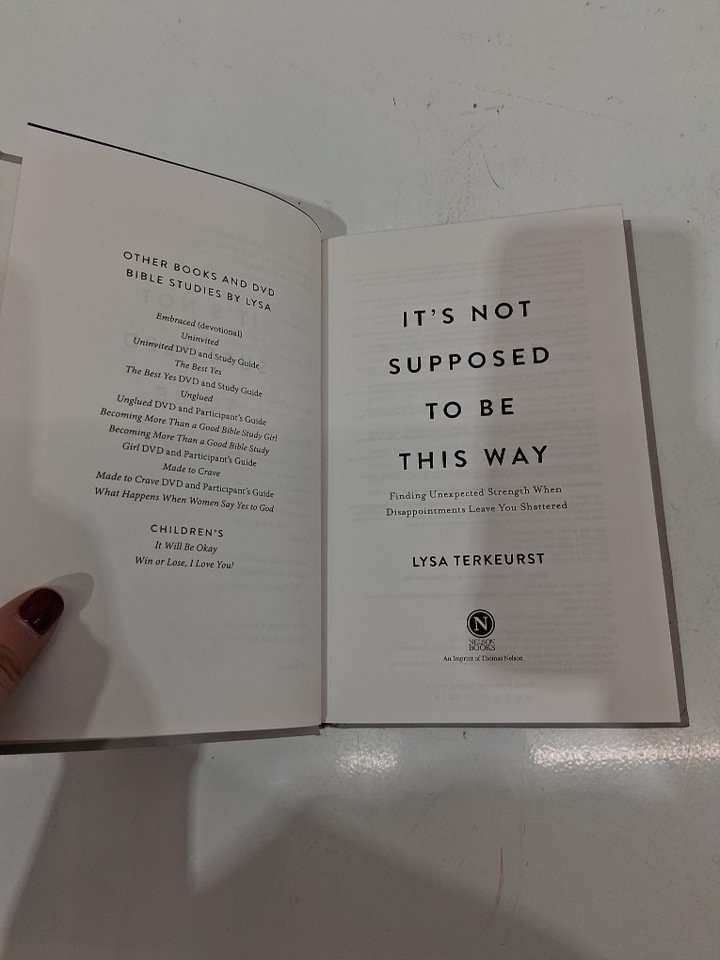 OTHER BOOKS AND DVD
BIBLE STUDIES BY LYSA
Embraced (devotional)
Uninvited
Uninvited DVD and Study Guide
The Best Yes
The Best Yes DVD and Study Guide
Unglued
Unglued DVD and Participant's Guide
Becoming More Than a Good Bible Study Girl
Becoming More Than a Good Bible Study
Girl DVD and Participant's Guide
Made to Crave
Made to Crave DVD and Participant's Guide
What Happens When Women Say Yes to God
CHILDREN'S
It Will Be Okay
Win or Lose, I Love You!
IT'S NOT
SUPPOSED
TO BE
THIS WAY
Finding Unexpected Strength When
Disappointments Leave You Shattered
LYSA TERKEURST
N
NELSON
BOOKS
An Imprint of Thomas Nelson